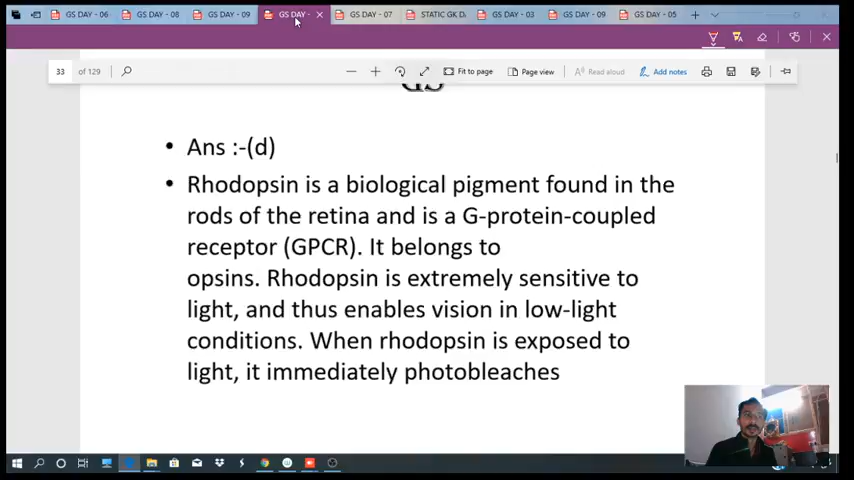 GS DAY - 06
GS DAY - 08
GS DAY - 09
GS DAY -
GS DAY - 07
STATIC GK D
GS DAY - 03
GS DAY - 09
GS DAY - 05
33 of 129
Fit to page
Page view
Read aloud
Add notes
GS
• Ans :-(d)
• Rhodopsin is a biological pigment found in the
rods of the retina and is a G-protein-coupled
receptor (GPCR). It belongs to
opsins. Rhodopsin is extremely sensitive to
light, and thus enables vision in low-light
conditions. When rhodopsin is exposed to
light, it immediately photobleaches